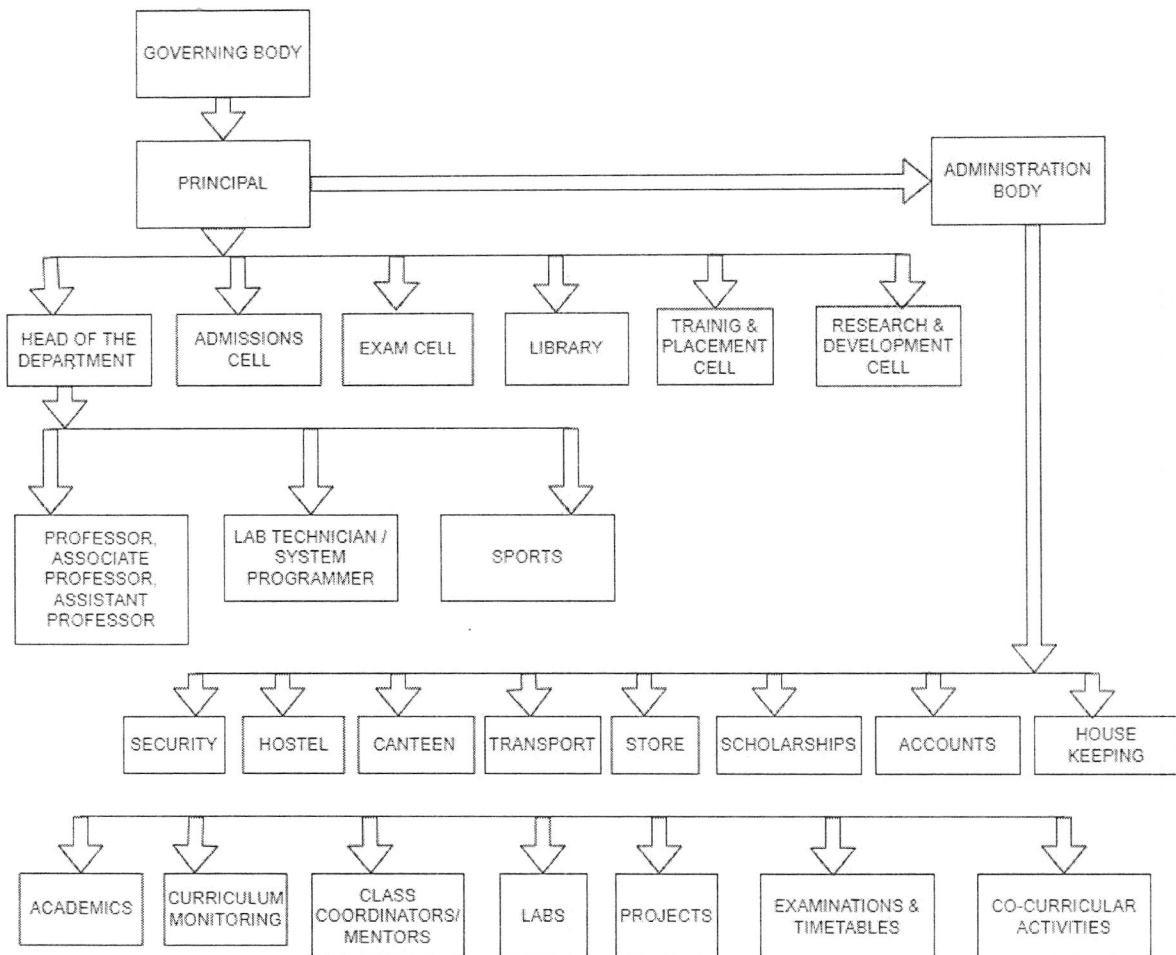 GOVERNING BODY
PRINCIPAL
ADMINISTRATION
BODY
HEAD OF THE
DEPARTMENT
ADMISSIONS
CELL
EXAM CELL
LIBRARY
TRAINIG &
PLACEMENT
CELL
RESEARCH &
DEVELOPMENT
CELL
PROFESSOR,
ASSOCIATE
PROFESSOR,
ASSISTANT
PROFESSOR
LAB TECHNICIAN /
SYSTEM
PROGRAMMER
SPORTS
SECURITY
HOSTEL
CANTEEN
TRANSPORT
STORE
SCHOLARSHIPS
ACCOUNTS
HOUSE
KEEPING
ACADEMICS
CURRICULUM
MONITORING
CLASS
COORDINATORS/
MENTORS
LABS
PROJECTS
EXAMINATIONS &
TIMETABLES
CO-CURRICULAR
ACTIVITIES